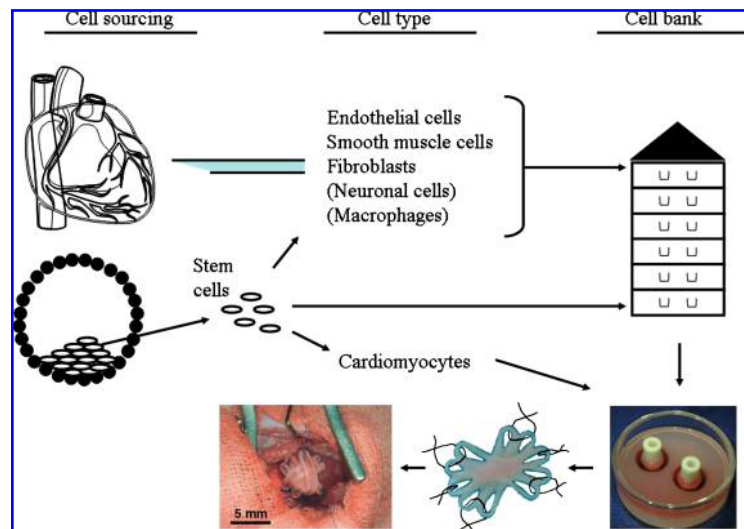 Cell sourcing
Cell type
Cell bank
Endothelial cells
Smooth muscle cells
Fibroblasts
(Neuronal cells)
(Macrophages)
Stem
cells
Cardiomyocytes
5 mm